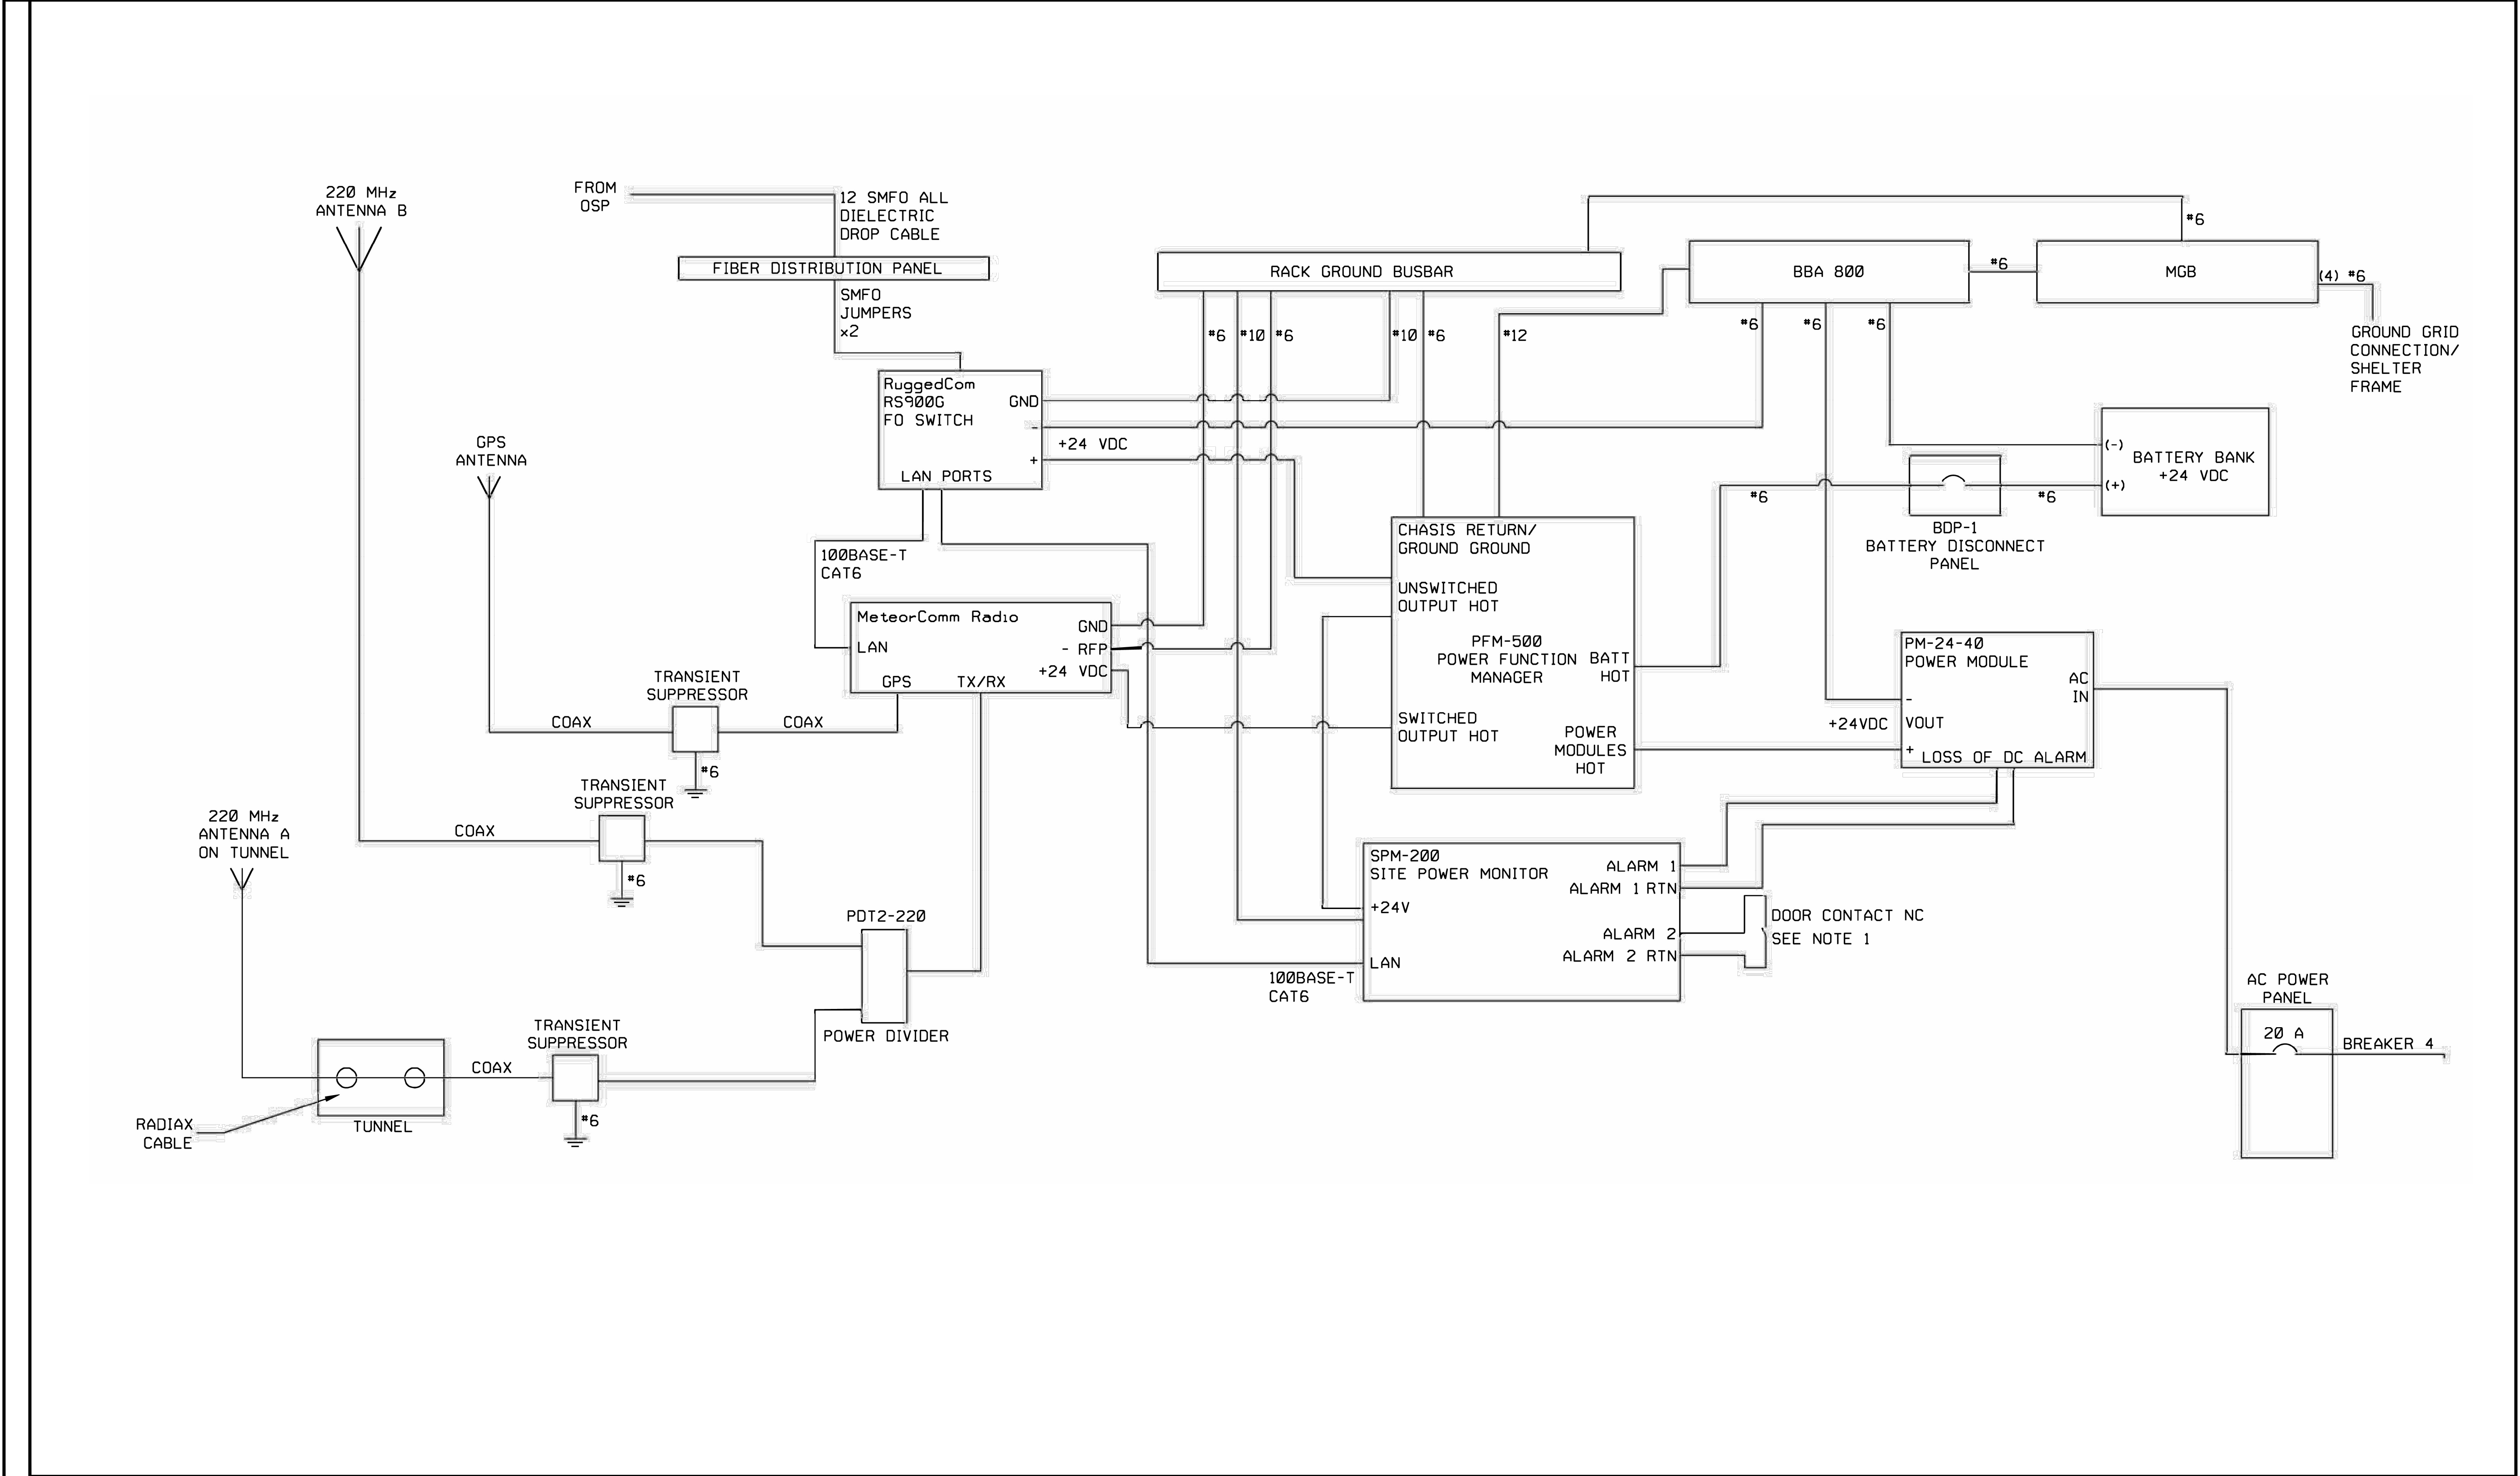 220 MHz
ANTENNA B
FROM
OSP
12 SMFO ALL
DIELECTRIC
DROP CABLE
FIBER DISTRIBUTION PANEL
SMFO
JUMPERS
x2
RACK GROUND BUSBAR
#6
#10
#6
#10
#6
#12
BBA 800
#6
MGB
#6
(4) #6
#6
#6
#6
GROUND GRID
CONNECTION/
SHELTER
FRAME
RuggedCom
RS900G
FO SWITCH
GND
-
+24 VDC
+
LAN PORTS
GPS
ANTENNA
(-)
BATTERY BANK
+24 VDC
(+)
#6
#6
BDP-1
BATTERY DISCONNECT
PANEL
100BASE-T
CAT6
CHASIS RETURN/
GROUND GROUND
UNSWITCHED
OUTPUT HOT
PFM-500
POWER FUNCTION
MANAGER
BATT
HOT
SWITCHED
OUTPUT HOT
POWER
MODULES
HOT
MeteorComm Radio
GND
LAN
- RFP
+24 VDC
GPS
TX/RX
PM-24-40
POWER MODULE
AC
IN
-
+24VDC
VOUT
+
LOSS OF DC ALARM
TRANSIENT
SUPPRESSOR
COAX
COAX
#6
TRANSIENT
SUPPRESSOR
COAX
#6
220 MHz
ANTENNA A
ON TUNNEL
PDT2-220
POWER DIVIDER
SPM-200
SITE POWER MONITOR
ALARM 1
ALARM 1 RTN
+24V
ALARM 2
ALARM 2 RTN
LAN
100BASE-T
CAT6
DOOR CONTACT NC
SEE NOTE 1
AC POWER
PANEL
20 A
BREAKER 4
TRANSIENT
SUPPRESSOR
COAX
#6
RADIAX
CABLE
TUNNEL